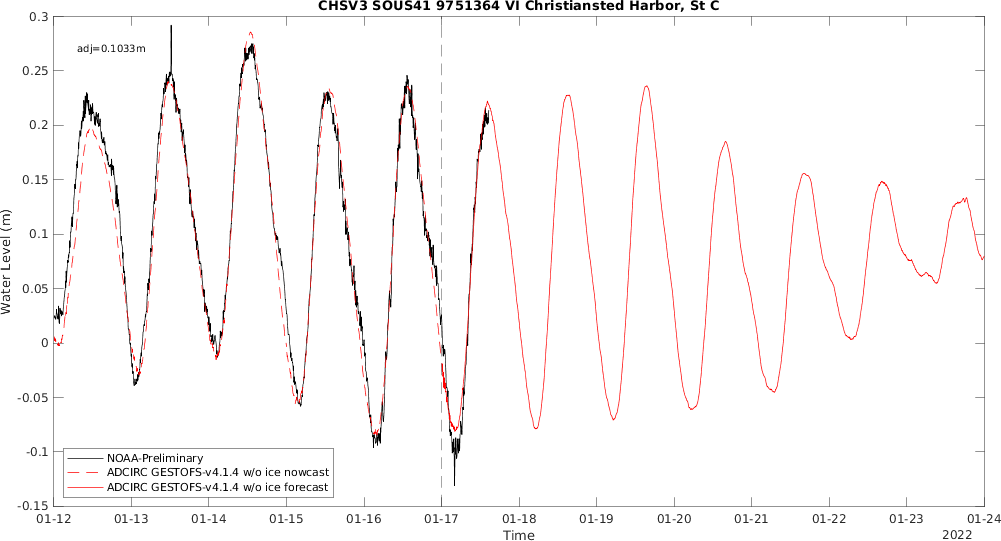 CHSV3 SOUS41 9751364 VI Christiansted Harbor, St C
adj=0.1033m
0.3
0.25
0.2
0.15
0.1
0.05
0
-0.05
-0.1
-0.15
Water Level (m)
NOAA-Preliminary
ADCIRC GESTOFS-v4.1.4 w/o ice nowcast
ADCIRC GESTOFS-v4.1.4 w/o ice forecast
01-12 01-13 01-14 01-15 01-16 01-17 01-18 01-19 01-20 01-21 01-22 01-23 01-24
Time
2022